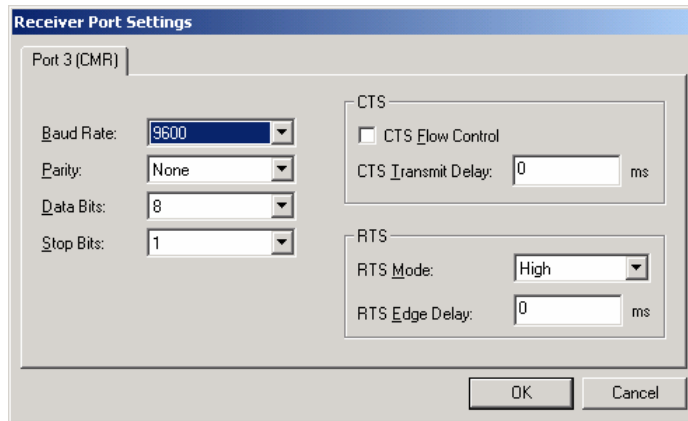 Receiver Port Settings
Port 3 (CMR)
Baud Rate: 9600
Parity: None
Data Bits: 8
Stop Bits: 1
CTS
CTS Flow Control
CTS Transmit Delay: 0 ms
RTS
RTS Mode: High
RTS Edge Delay: 0 ms
OK Cancel